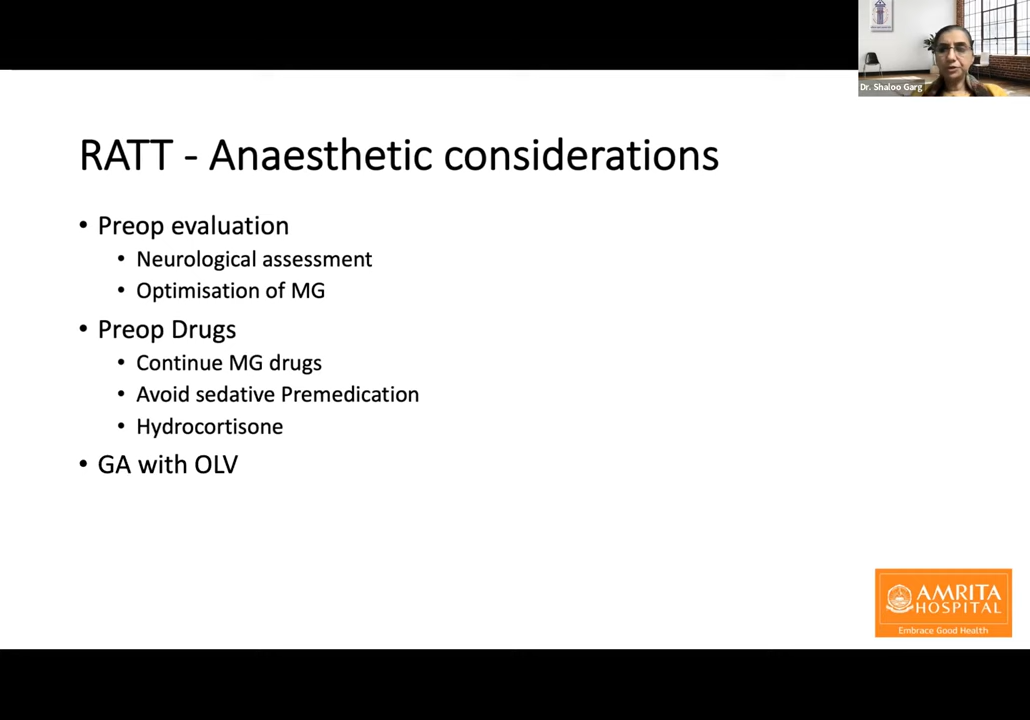 Dr. Shaloo Garg
RATT - Anaesthetic considerations
• Preop evaluation
• Neurological assessment
• Optimisation of MG
• Preop Drugs
• Continue MG drugs
• Avoid sedative Premedication
• Hydrocortisone
• GA with OLV
AMRITA
HOSPITAL
Embrace Good Health